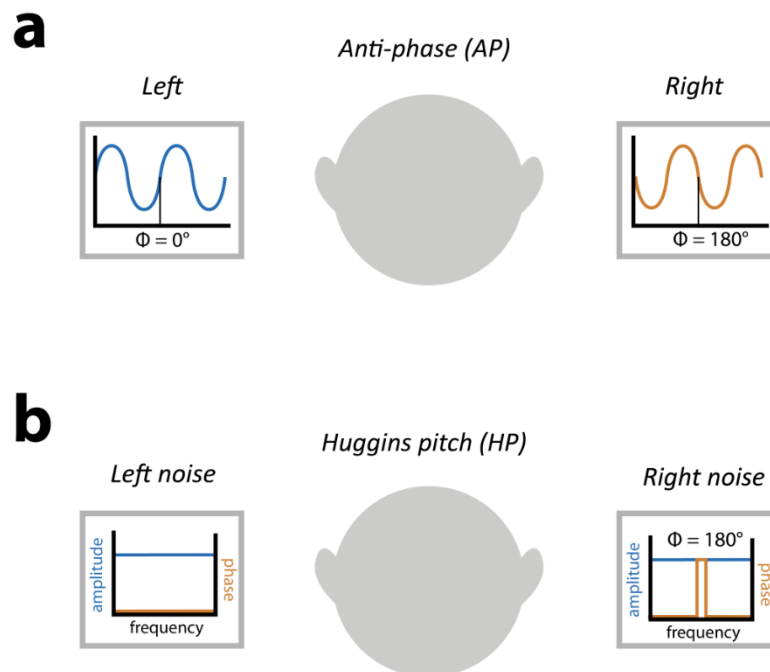 a
Anti-phase (AP)
Left
Right
Φ = 0°
Φ = 180°
b
Huggins pitch (HP)
Left noise
Right noise
amplitude
phase
frequency
Φ = 180°
amplitude
phase
frequency